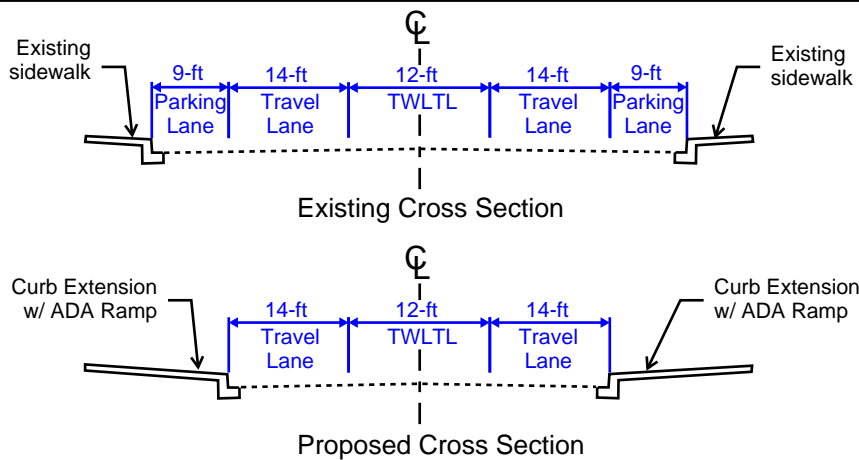 ℄
Existing
sidewalk
9-ft 14-ft 12-ft 14-ft 9-ft
Parking Travel TWLTL Travel Parking
Lane Lane Lane Lane
Existing
sidewalk
Existing Cross Section
℄
Curb Extension
w/ ADA Ramp
14-ft 12-ft 14-ft
Travel TWLTL Travel
Lane Lane
Curb Extension
w/ ADA Ramp
Proposed Cross Section